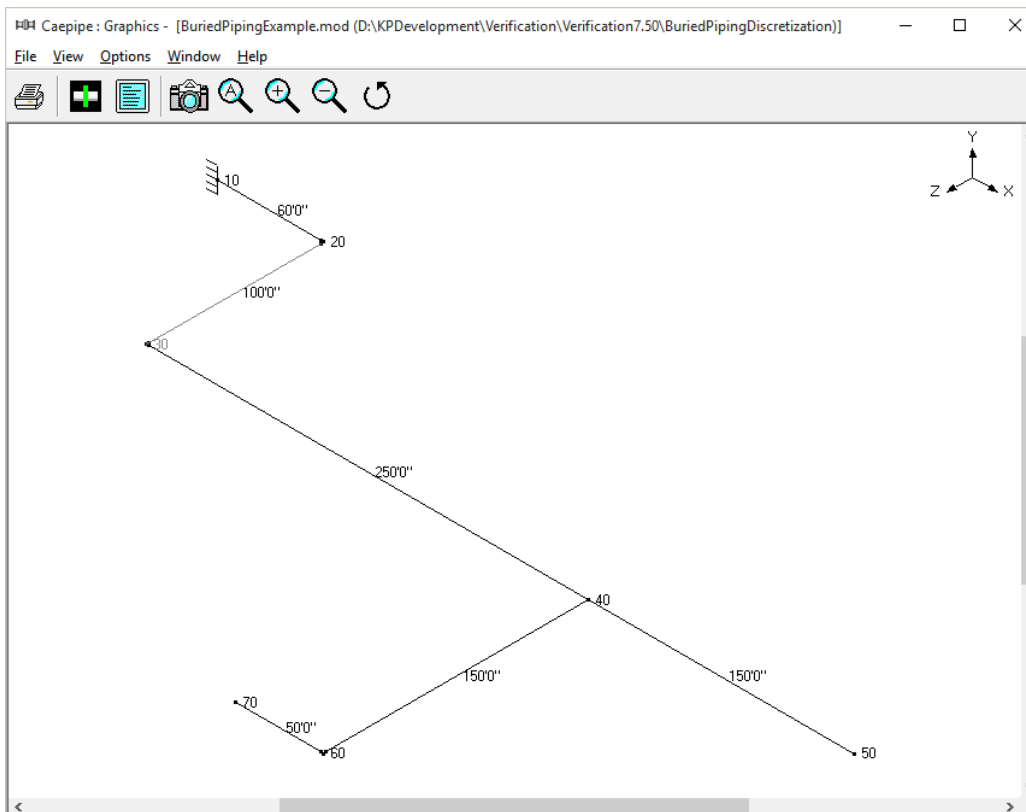 Caepipe : Graphics - [BuriedPipingExample.mod (D:\KPDevelopment\Verification\Verification7.50\BuriedPipingDiscretization)]
File View Options Window Help
A
Y
Z X
10
60'0"
20
100'0"
30
250'0"
40
150'0" 150'0"
70
50'0"
60 50